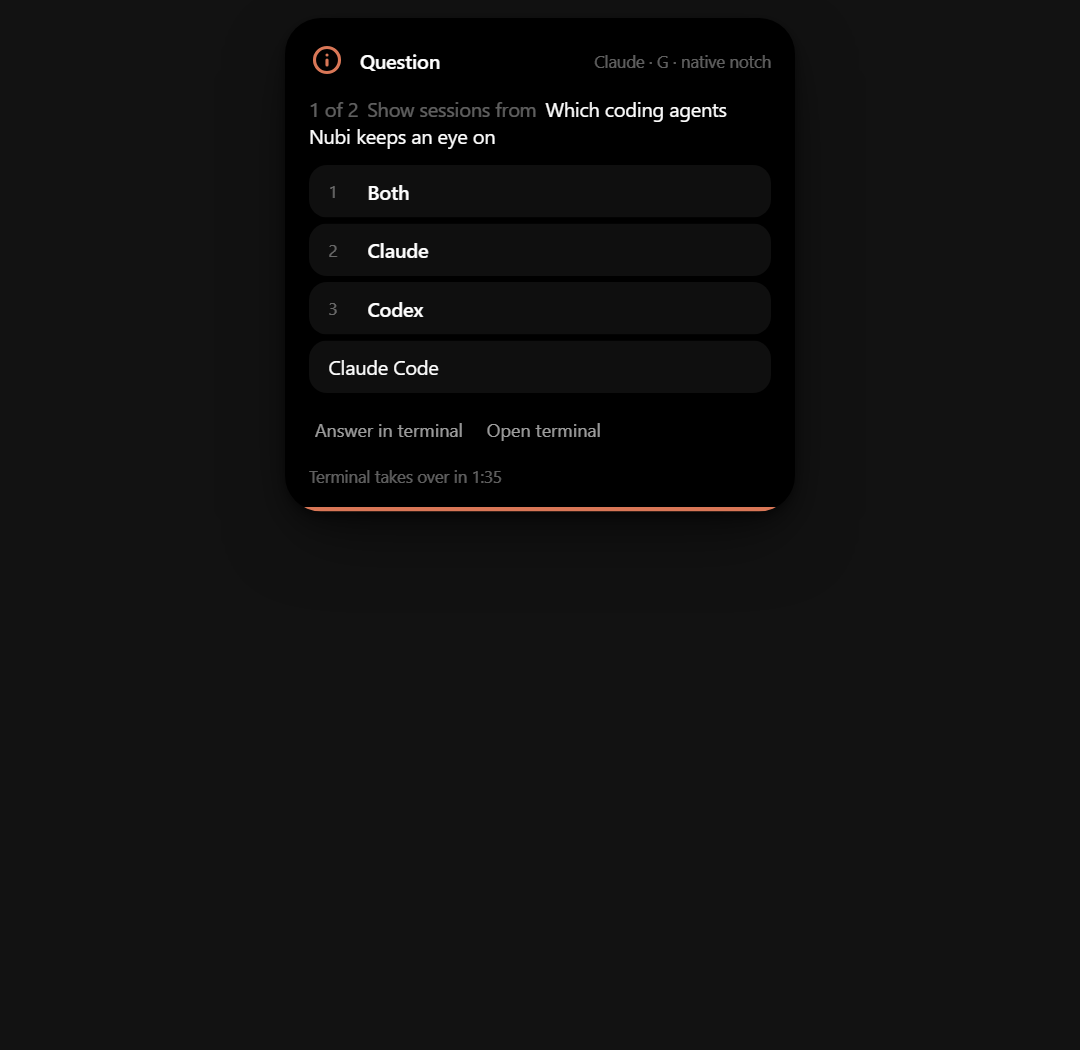 Question
Claude · G · native notch
1 of 2 Show sessions from Which coding agents
Nubi keeps an eye on
1 Both
2 Claude
3 Codex
Claude Code
Answer in terminal Open terminal
Terminal takes over in 1:35